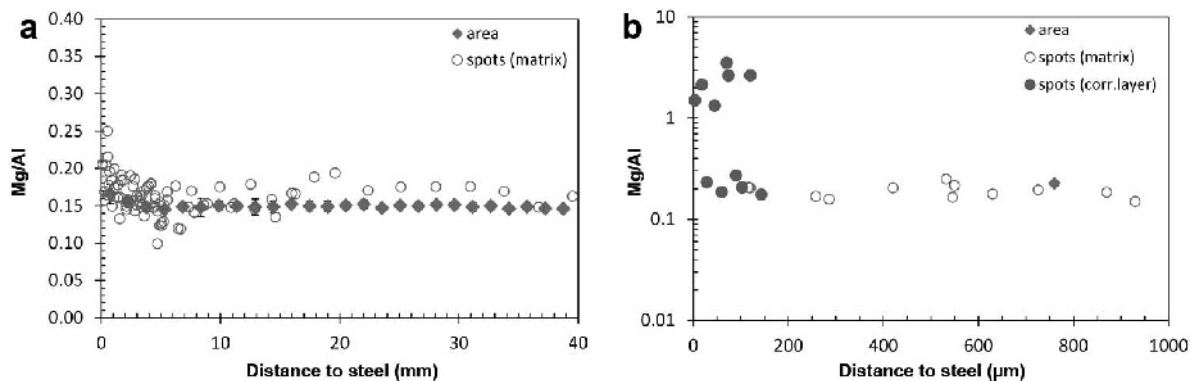 a
0.40
0.35
0.30
0.25
0.20
0.15
0.10
0.05
0.00
Mg/Al
area
spots (matrix)
0 10 20 30 40
Distance to steel (mm)
b
10
1
0.1
0.01
Mg/Al
area
spots (matrix)
spots (corr.layer)
0 200 400 600 800 1000
Distance to steel (µm)